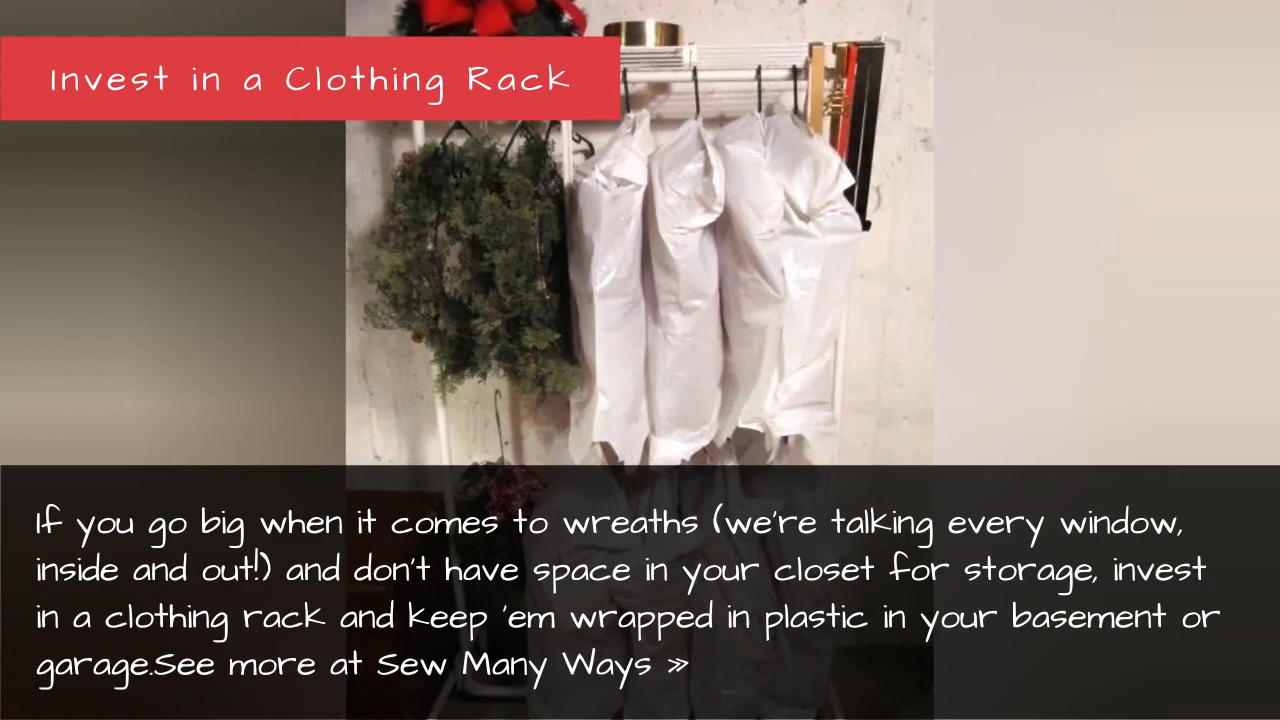 Invest in a Clothing Rack
If you go big when it comes to wreaths (we're talking every window,
inside and out!) and don't have space in your closet for storage, invest
in a clothing rack and keep 'em wrapped in plastic in your basement or
garage.See more at Sew Many Ways »